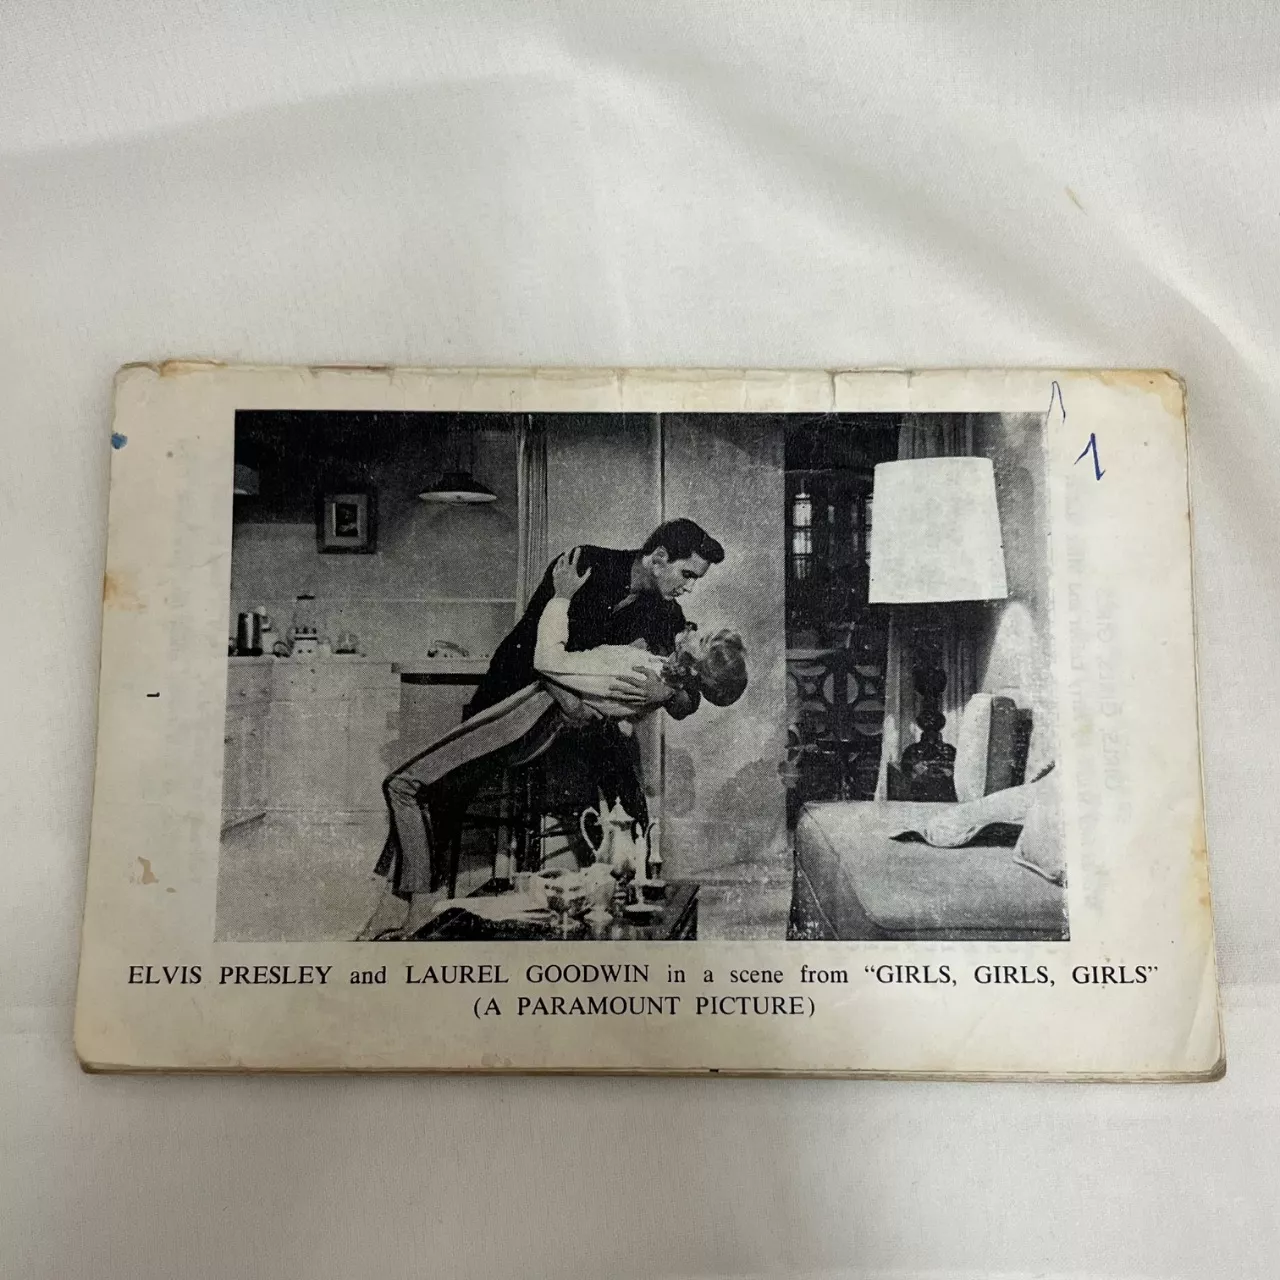 ELVIS PRESLEY and LAUREL GOODWIN in a scene from “GIRLS, GIRLS, GIRLS”
(A PARAMOUNT PICTURE)